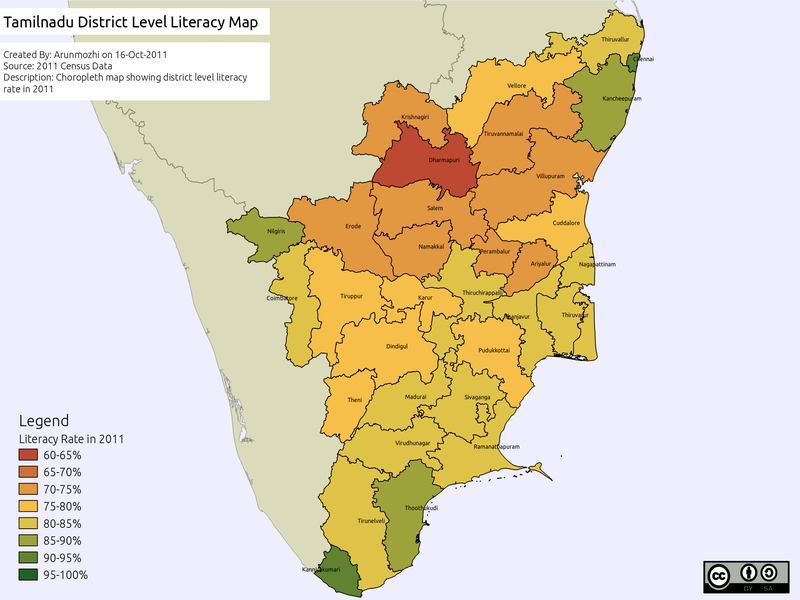 Tamilnadu District Level Literacy Map
Created By: Arunmozhi on 16-Oct-2011
Source: 2011 Census Data
Description: Choropleth map showing district level literacy
rate in 2011
Thiruvallur
Chennai
Vellore
Kancheepuram
Krishnagiri
Tiruvannamalai
Dharmapuri
Villupuram
Salem
Cuddalore
Erode
Nilgiris
Namakkal
Perambalur
Ariyalur
Nagapattinam
Coimbatore
Tiruppur
Karur
Thiruchirappalli
Thanjavur
Thiruvarur
Dindigul
Pudukkottai
Theni
Madurai
Sivaganga
Virudhunagar
Ramanathapuram
Thoothukudi
Tirunelveli
Kanniyakumari
Legend
Literacy Rate in 2011
60-65%
65-70%
70-75%
75-80%
80-85%
85-90%
90-95%
95-100%
cc
BY SA